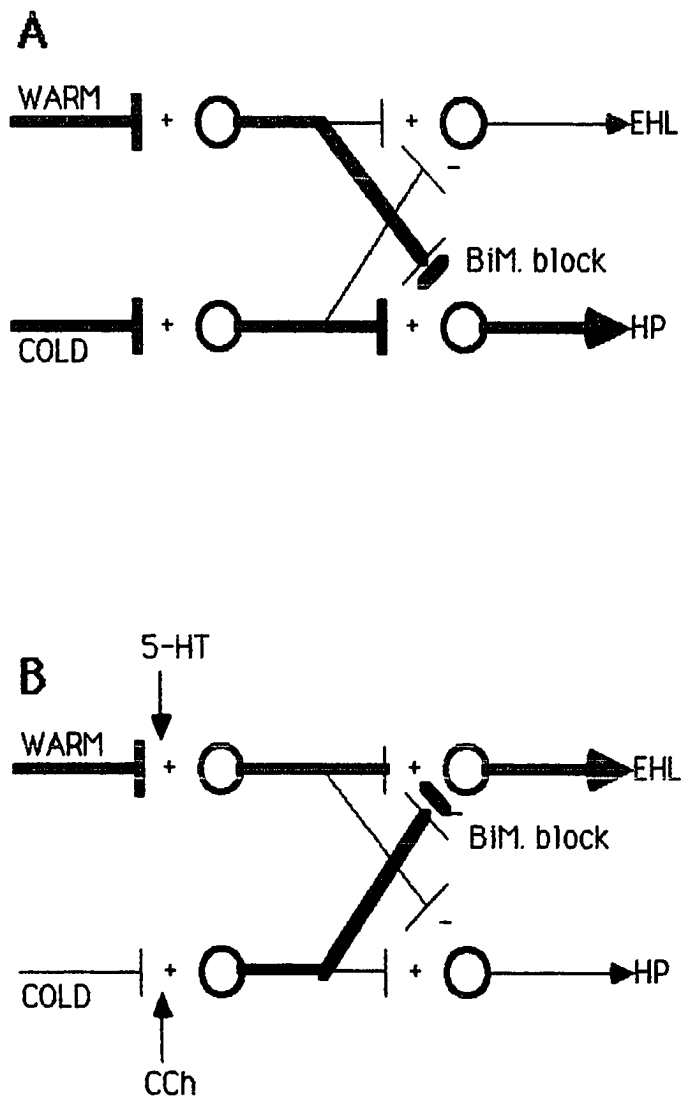 A
WARM
+
+
EHL
-
BiM. block
+
+
HP
COLD
5-HT
B
WARM
+
+
EHL
-
BiM. block
-
+
+
HP
COLD
CCh